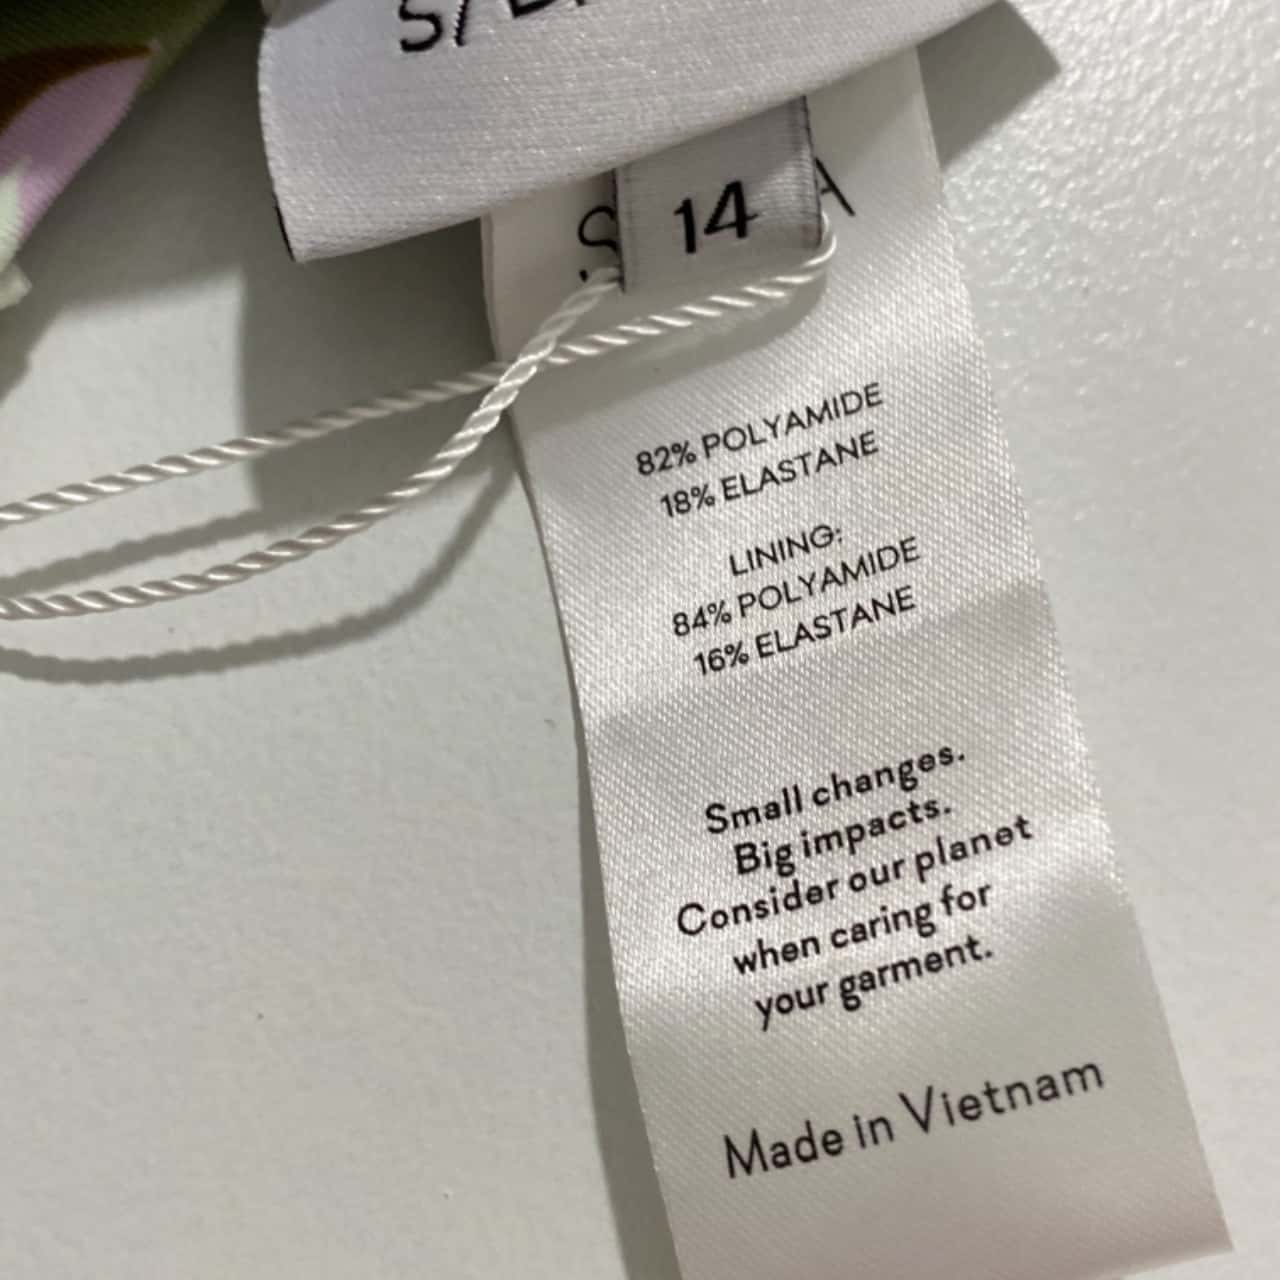 14
82% POLYAMIDE
18% ELASTANE
LINING:
84% POLYAMIDE
16% ELASTANE
Small changes.
Big impacts.
Consider our planet
when caring for
your garment.
Made in Vietnam